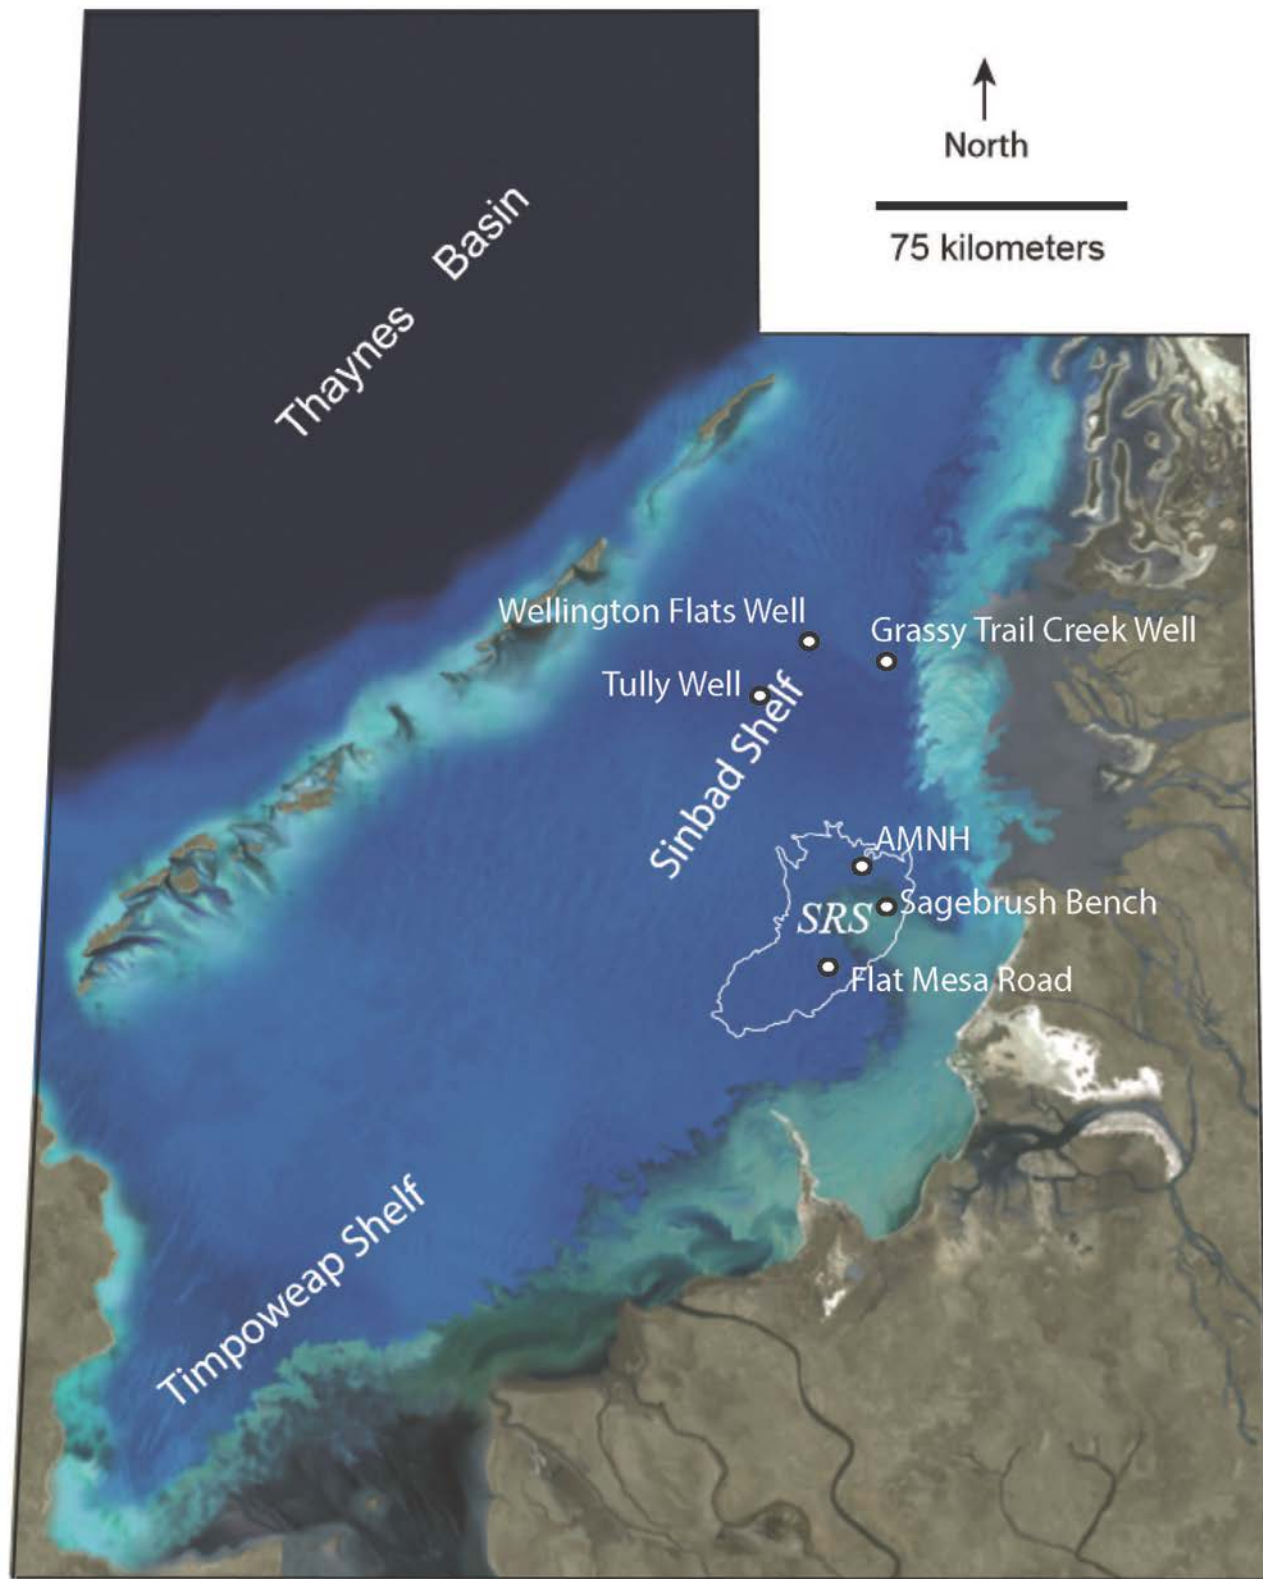 North
75 kilometers
Thaynes Basin
Wellington Flats Well
Grassy Trail Creek Well
Tully Well
Sinbad Shelf
AMNH
SRS
Sagebrush Bench
Flat Mesa Road
Timpoweap Shelf